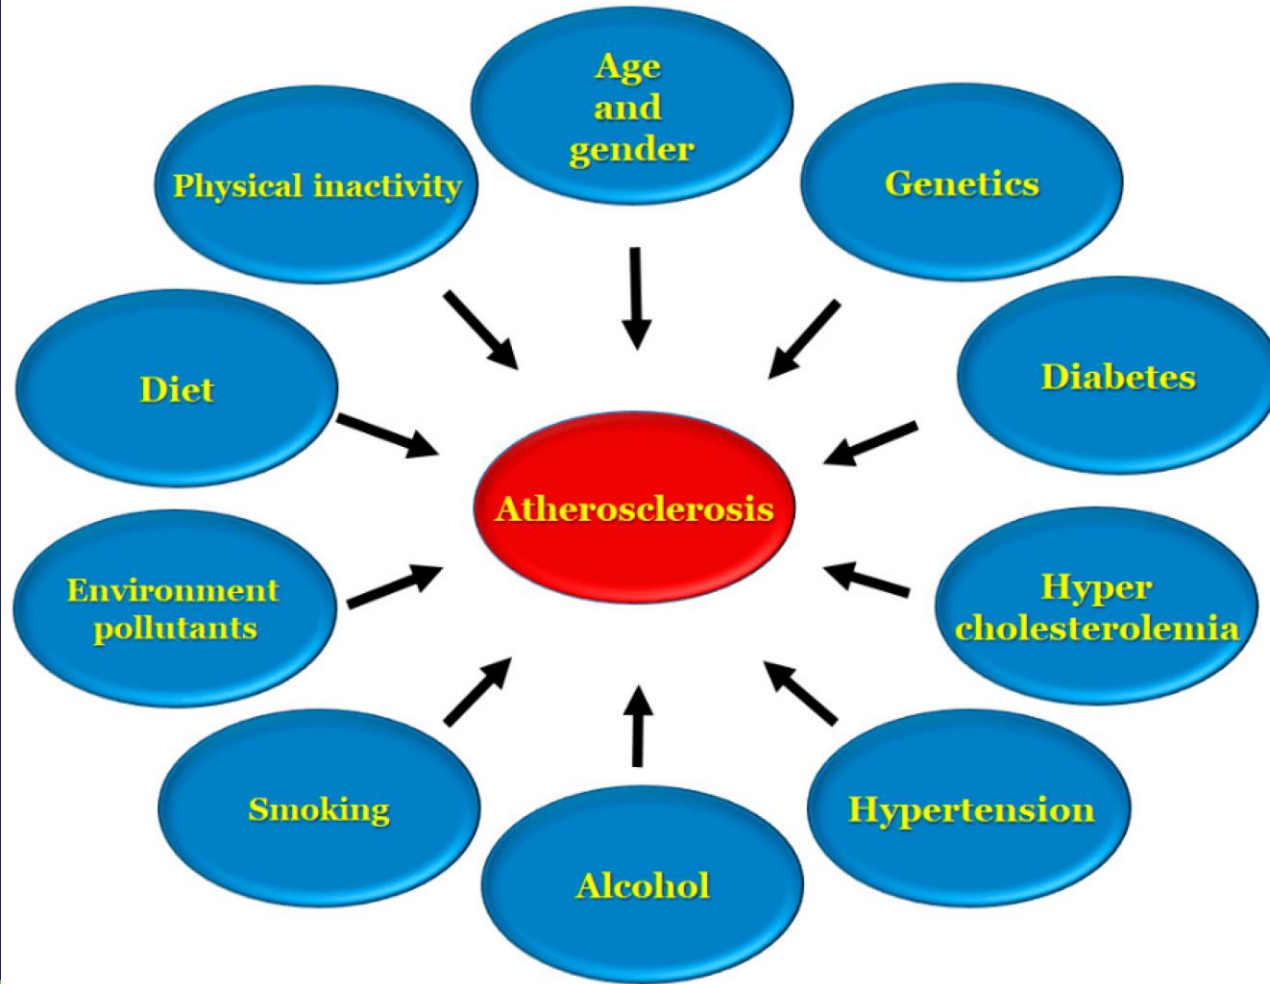 Age
and
gender
Physical inactivity
Genetics
Diet
Diabetes
Atherosclerosis
Environment
pollutants
Hyper
cholesterolemia
Smoking
Hypertension
Alcohol